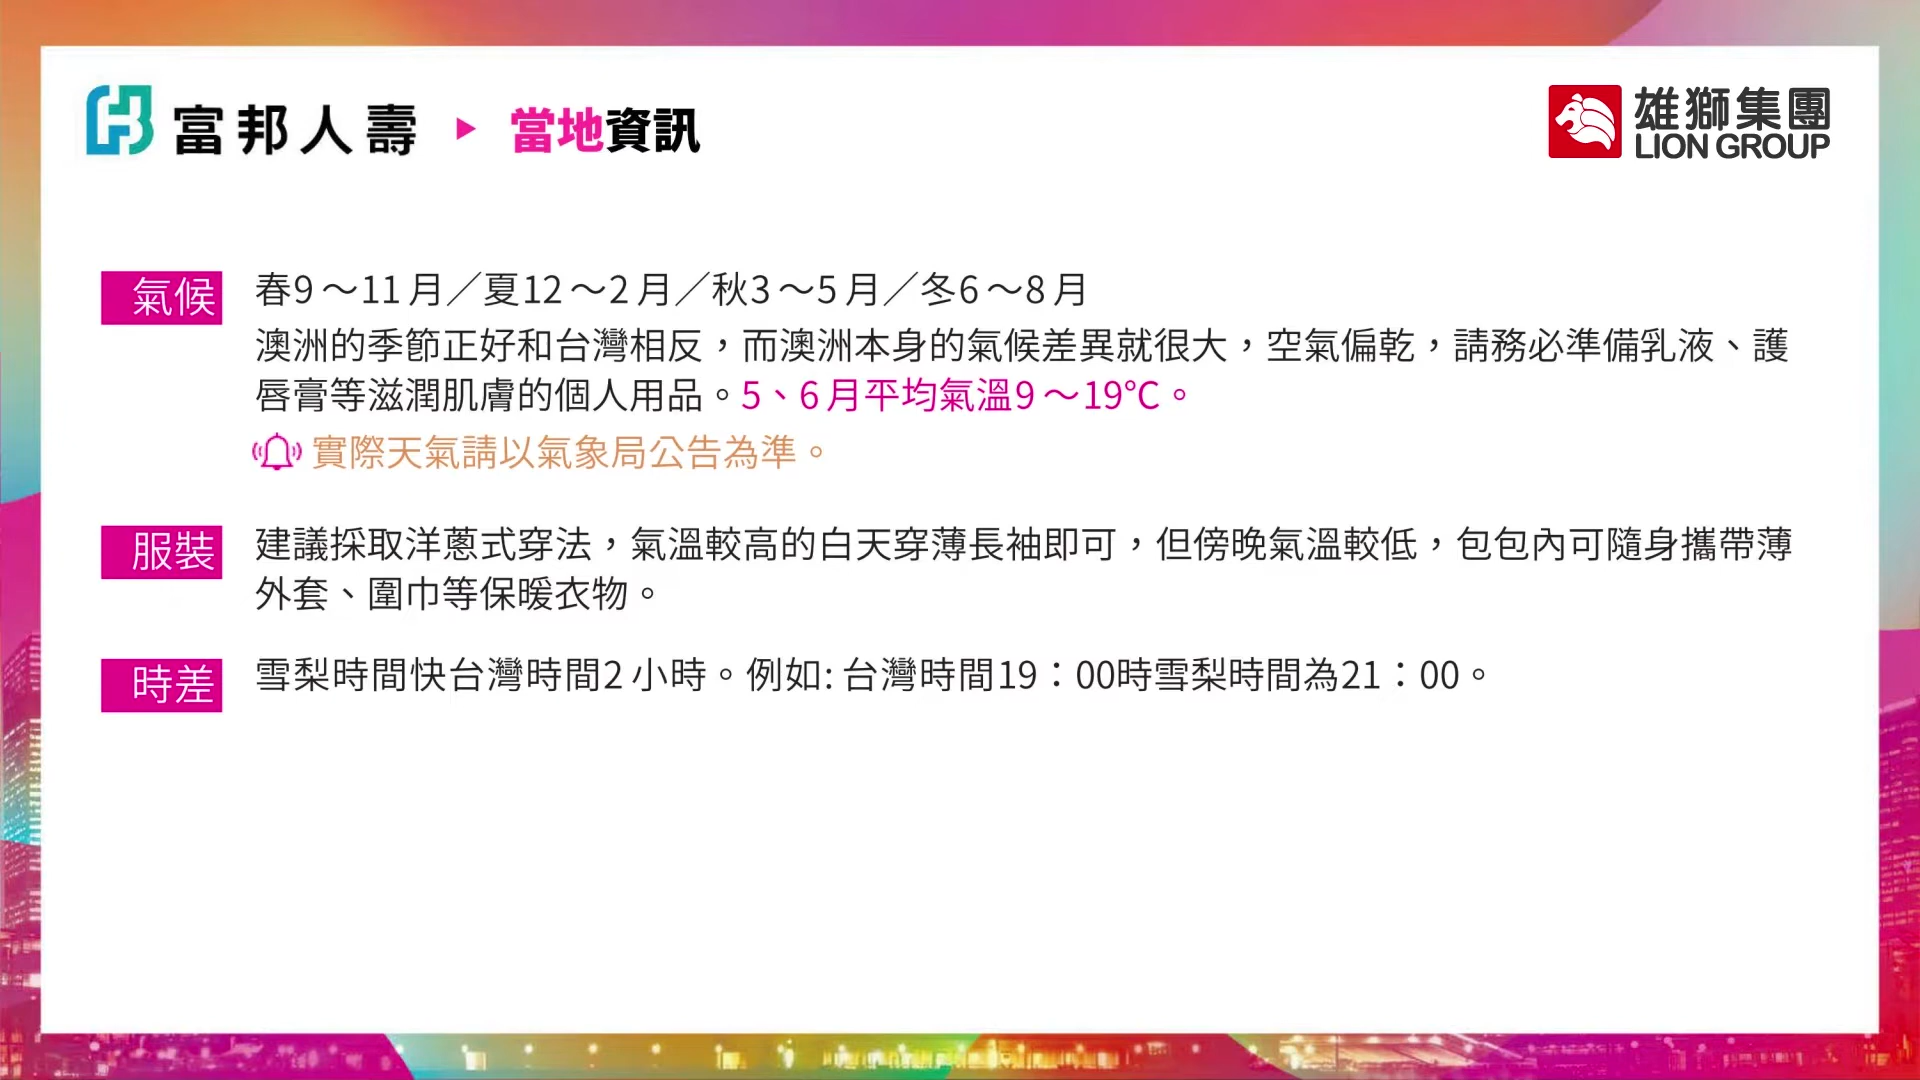 富邦人壽 當地資訊
雄獅集團
LION GROUP
氣候
春9～11月／夏12～2月／秋3～5月／冬6～8月
澳洲的季節正好和台灣相反，而澳洲本身的氣候差異就很大，空氣偏乾，請務必準備乳液、護
唇膏等滋潤肌膚的個人用品。5、6月平均氣溫9～19°C。
實際天氣請以氣象局公告為準。
服裝
建議採取洋蔥式穿法，氣溫較高的白天穿薄長袖即可，但傍晚氣溫較低，包包內可隨身攜帶薄
外套、圍巾等保暖衣物。
時差
雪梨時間快台灣時間2小時。例如: 台灣時間19：00時雪梨時間為21：00。